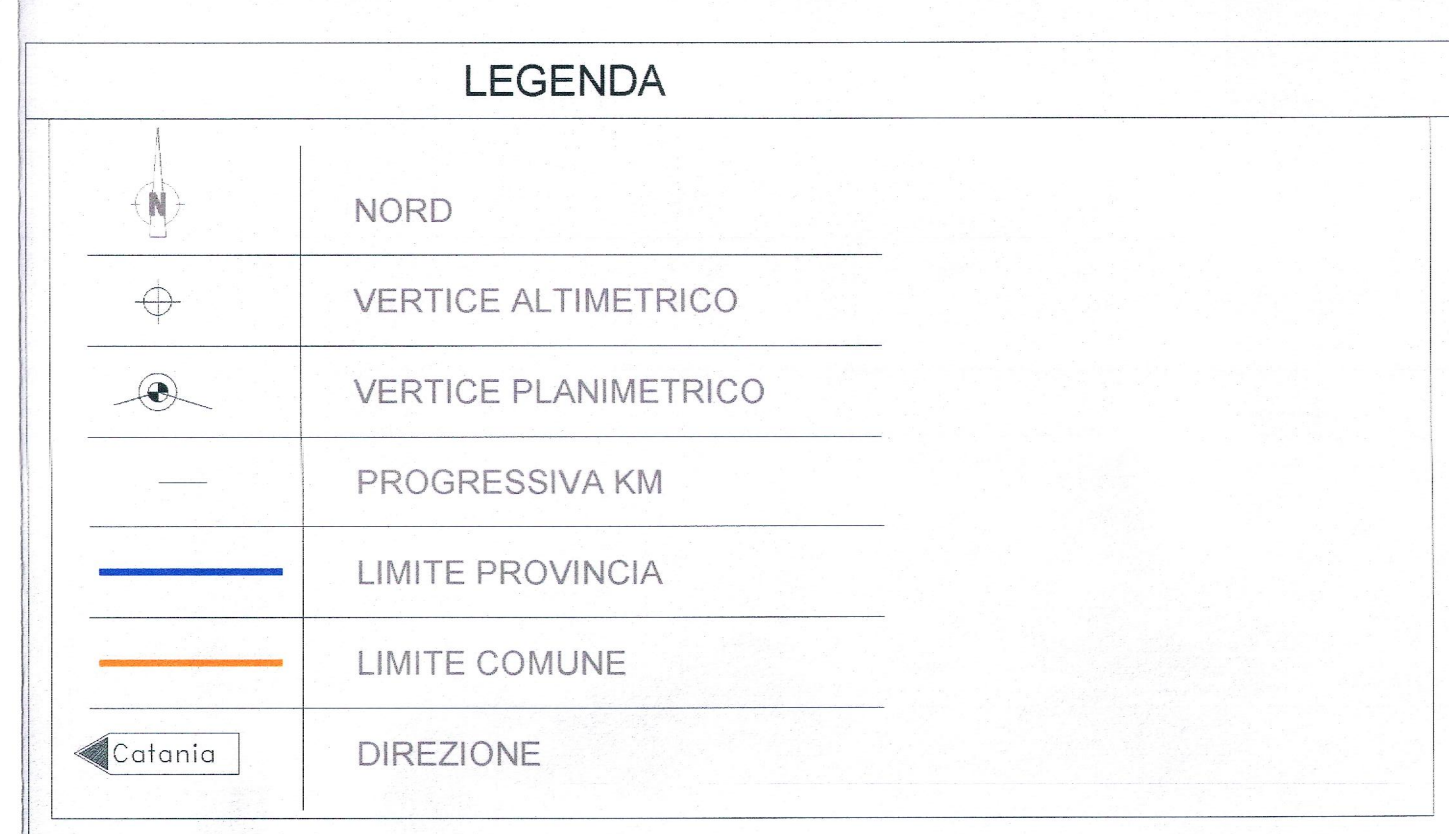 LEGENDA
N
NORD
VERTICE ALTIMETRICO
VERTICE PLANIMETRICO
PROGRESSIVA KM
LIMITE PROVINCIA
LIMITE COMUNE
Catania
DIREZIONE